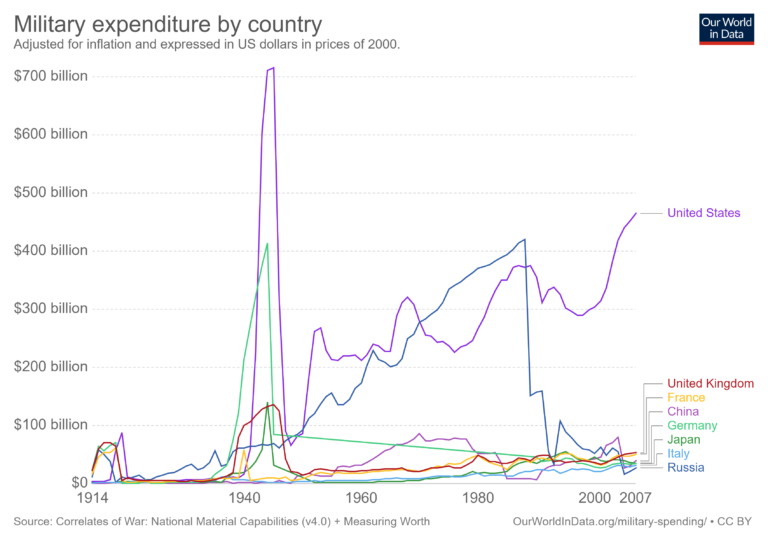 Military expenditure by country
Our World
in Data
Adjusted for inflation and expressed in US dollars in prices of 2000.
$700 billion
$600 billion
$500 billion
$400 billion
$300 billion
$200 billion
$100 billion
$0
United States
United Kingdom
France
China
Germany
Japan
Italy
Russia
1914 1940 1960 1980 2000 2007
Source: Correlates of War: National Material Capabilities (v4.0) + Measuring Worth
OurWorldInData.org/military-spending/ • CC BY